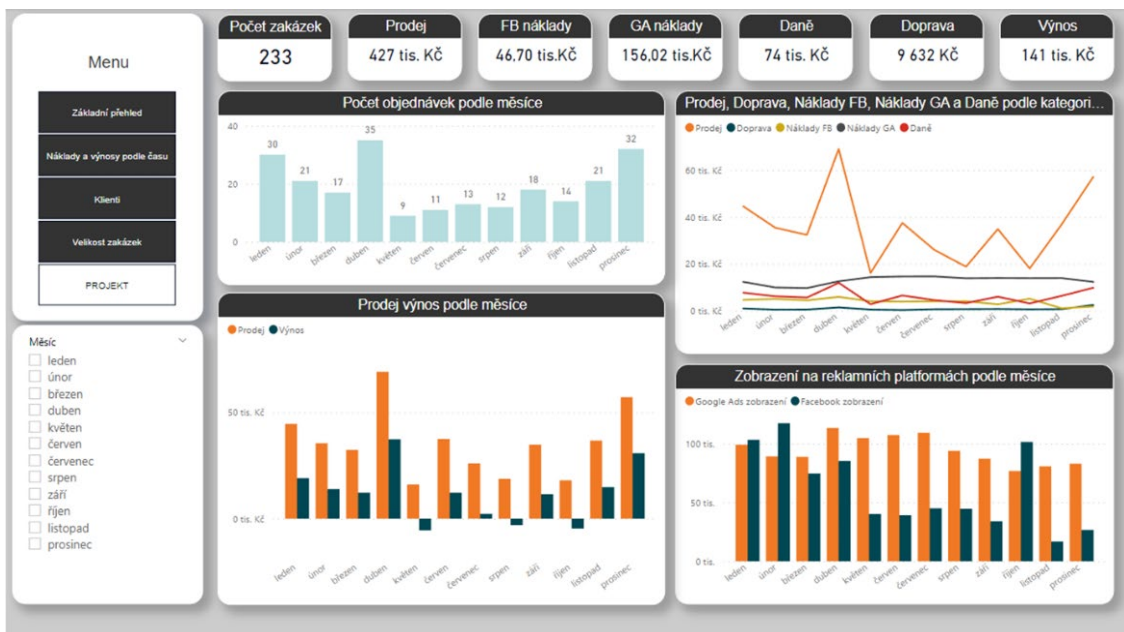 Menu
Základní přehled
Náklady a výnosy podle času
Klienti
Velikost zakázek
PROJEKT
Měsíc
leden
únor
březen
duben
květen
červen
červenec
srpen
září
říjen
listopad
prosinec
Počet zakázek
233
Prodej
427 tis. Kč
FB náklady
46,70 tis.Kč
GA náklady
156,02 tis.Kč
Daně
74 tis. Kč
Doprava
9 632 Kč
Výnos
141 tis. Kč
Počet objednávek podle měsíce
40
20
0
30
21
17
35
9
11
13
12
18
14
21
32
leden
únor
březen
duben
květen
červen
červenec
srpen
září
říjen
listopad
prosinec
Prodej výnos podle měsíce
Prodej Výnos
50 tis. Kč
0 tis. Kč
leden
únor
březen
duben
květen
červen
červenec
srpen
září
říjen
listopad
prosinec
Prodej, Doprava, Náklady FB, Náklady GA a Daně podle kategori...
Prodej Doprava Náklady FB Náklady GA Daně
60 tis. Kč
40 tis. Kč
20 tis. Kč
0 tis. Kč
leden
únor
březen
duben
květen
červen
červenec
srpen
září
říjen
listopad
prosinec
Zobrazení na reklamních platformách podle měsíce
Google Ads zobrazení Facebook zobrazení
100 tis.
50 tis.
0 tis.
leden
únor
březen
duben
květen
červen
červenec
srpen
září
říjen
listopad
prosinec